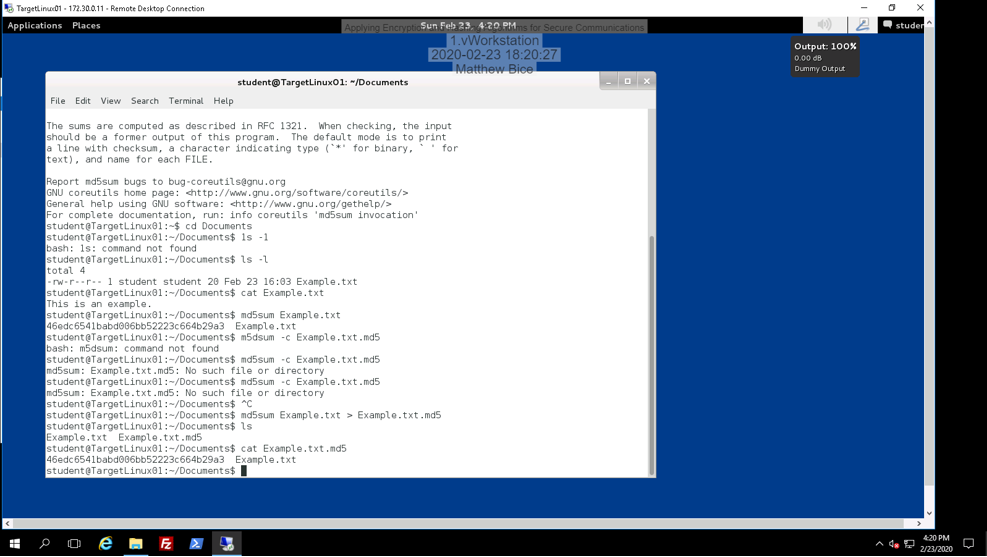 TargetLinux01 - 172.30.0.11 - Remote Desktop Connection
Applications Places Sun Feb 23, 4:20 PM studen
Applying Encryption and Hashing Algorithms for Secure Communications
1.vWorkstation
2020-02-23 18:20:27
Matthew Bice
Output: 100%
0.00 dB
Dummy Output
student@TargetLinux01: ~/Documents
File Edit View Search Terminal Help
The sums are computed as described in RFC 1321.  When checking, the input
should be a former output of this program.  The default mode is to print
a line with checksum, a character indicating type (`*' for binary, ` ' for
text), and name for each FILE.
Report md5sum bugs to bug-coreutils@gnu.org
GNU coreutils home page: <http://www.gnu.org/software/coreutils/>
General help using GNU software: <http://www.gnu.org/gethelp/>
For complete documentation, run: info coreutils 'md5sum invocation'
student@TargetLinux01:~$ cd Documents
student@TargetLinux01:~/Documents$ 1s -1
bash: 1s: command not found
student@TargetLinux01:~/Documents$ ls -l
total 4
-rw-r--r-- 1 student student 20 Feb 23 16:03 Example.txt
student@TargetLinux01:~/Documents$ cat Example.txt
This is an example.
student@TargetLinux01:~/Documents$ md5sum Example.txt
46edc6541babd006bb52223c664b29a3  Example.txt
student@TargetLinux01:~/Documents$ m5dsum -c Example.txt.md5
bash: m5dsum: command not found
student@TargetLinux01:~/Documents$ md5sum -c Example.txt.md5
md5sum: Example.txt.md5: No such file or directory
student@TargetLinux01:~/Documents$ md5sum -c Example.txt.md5
md5sum: Example.txt.md5: No such file or directory
student@TargetLinux01:~/Documents$ ^C
student@TargetLinux01:~/Documents$ md5sum Example.txt > Example.txt.md5
student@TargetLinux01:~/Documents$ ls
Example.txt  Example.txt.md5
student@TargetLinux01:~/Documents$ cat Example.txt.md5
46edc6541babd006bb52223c664b29a3  Example.txt
student@TargetLinux01:~/Documents$
4:20 PM
2/23/2020